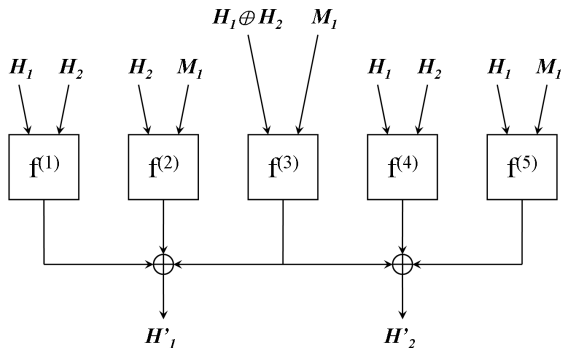 H₁⊕H₂ M₁
H₁ H₂ H₂ M₁ H₁ H₂ H₁ M₁
f⁽¹⁾ f⁽²⁾ f⁽³⁾ f⁽⁴⁾ f⁽⁵⁾
H'₁ H'₂